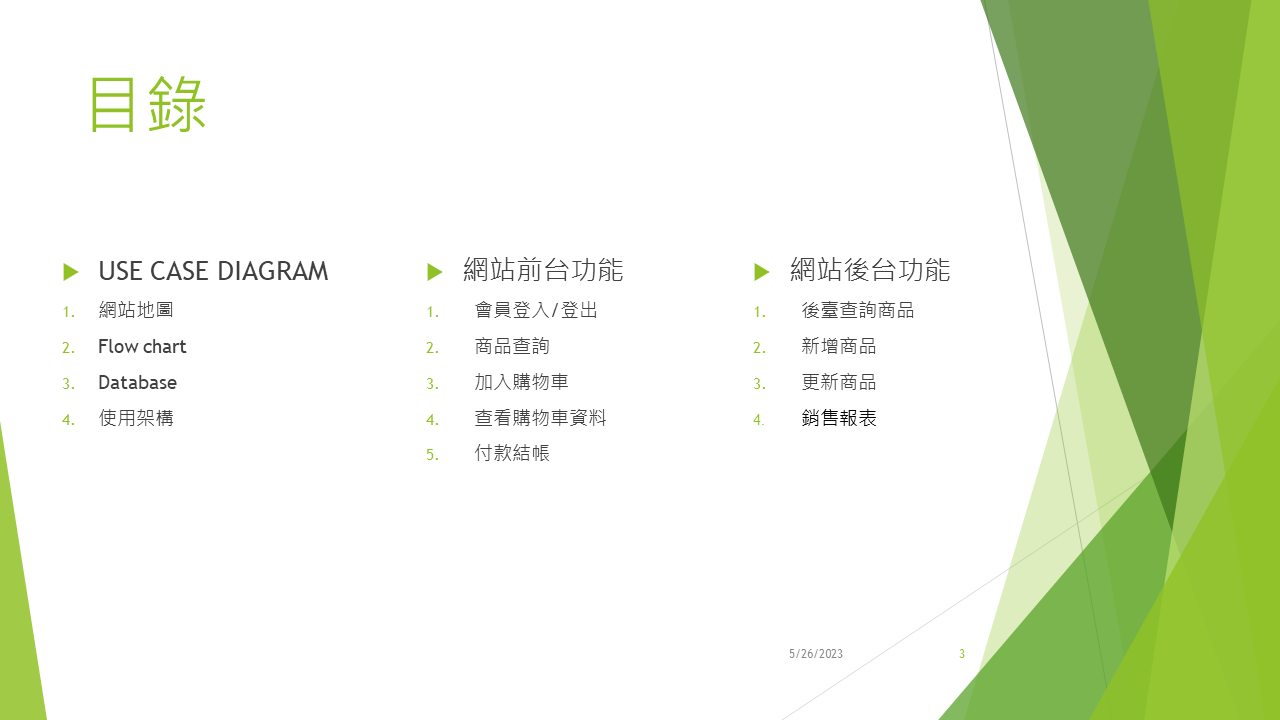 目錄
USE CASE DIAGRAM
1. 網站地圖
2. Flow chart
3. Database
4. 使用架構
網站前台功能
1. 會員登入/登出
2. 商品查詢
3. 加入購物車
4. 查看購物車資料
5. 付款結帳
網站後台功能
1. 後臺查詢商品
2. 新增商品
3. 更新商品
4. 銷售報表
5/26/2023
3